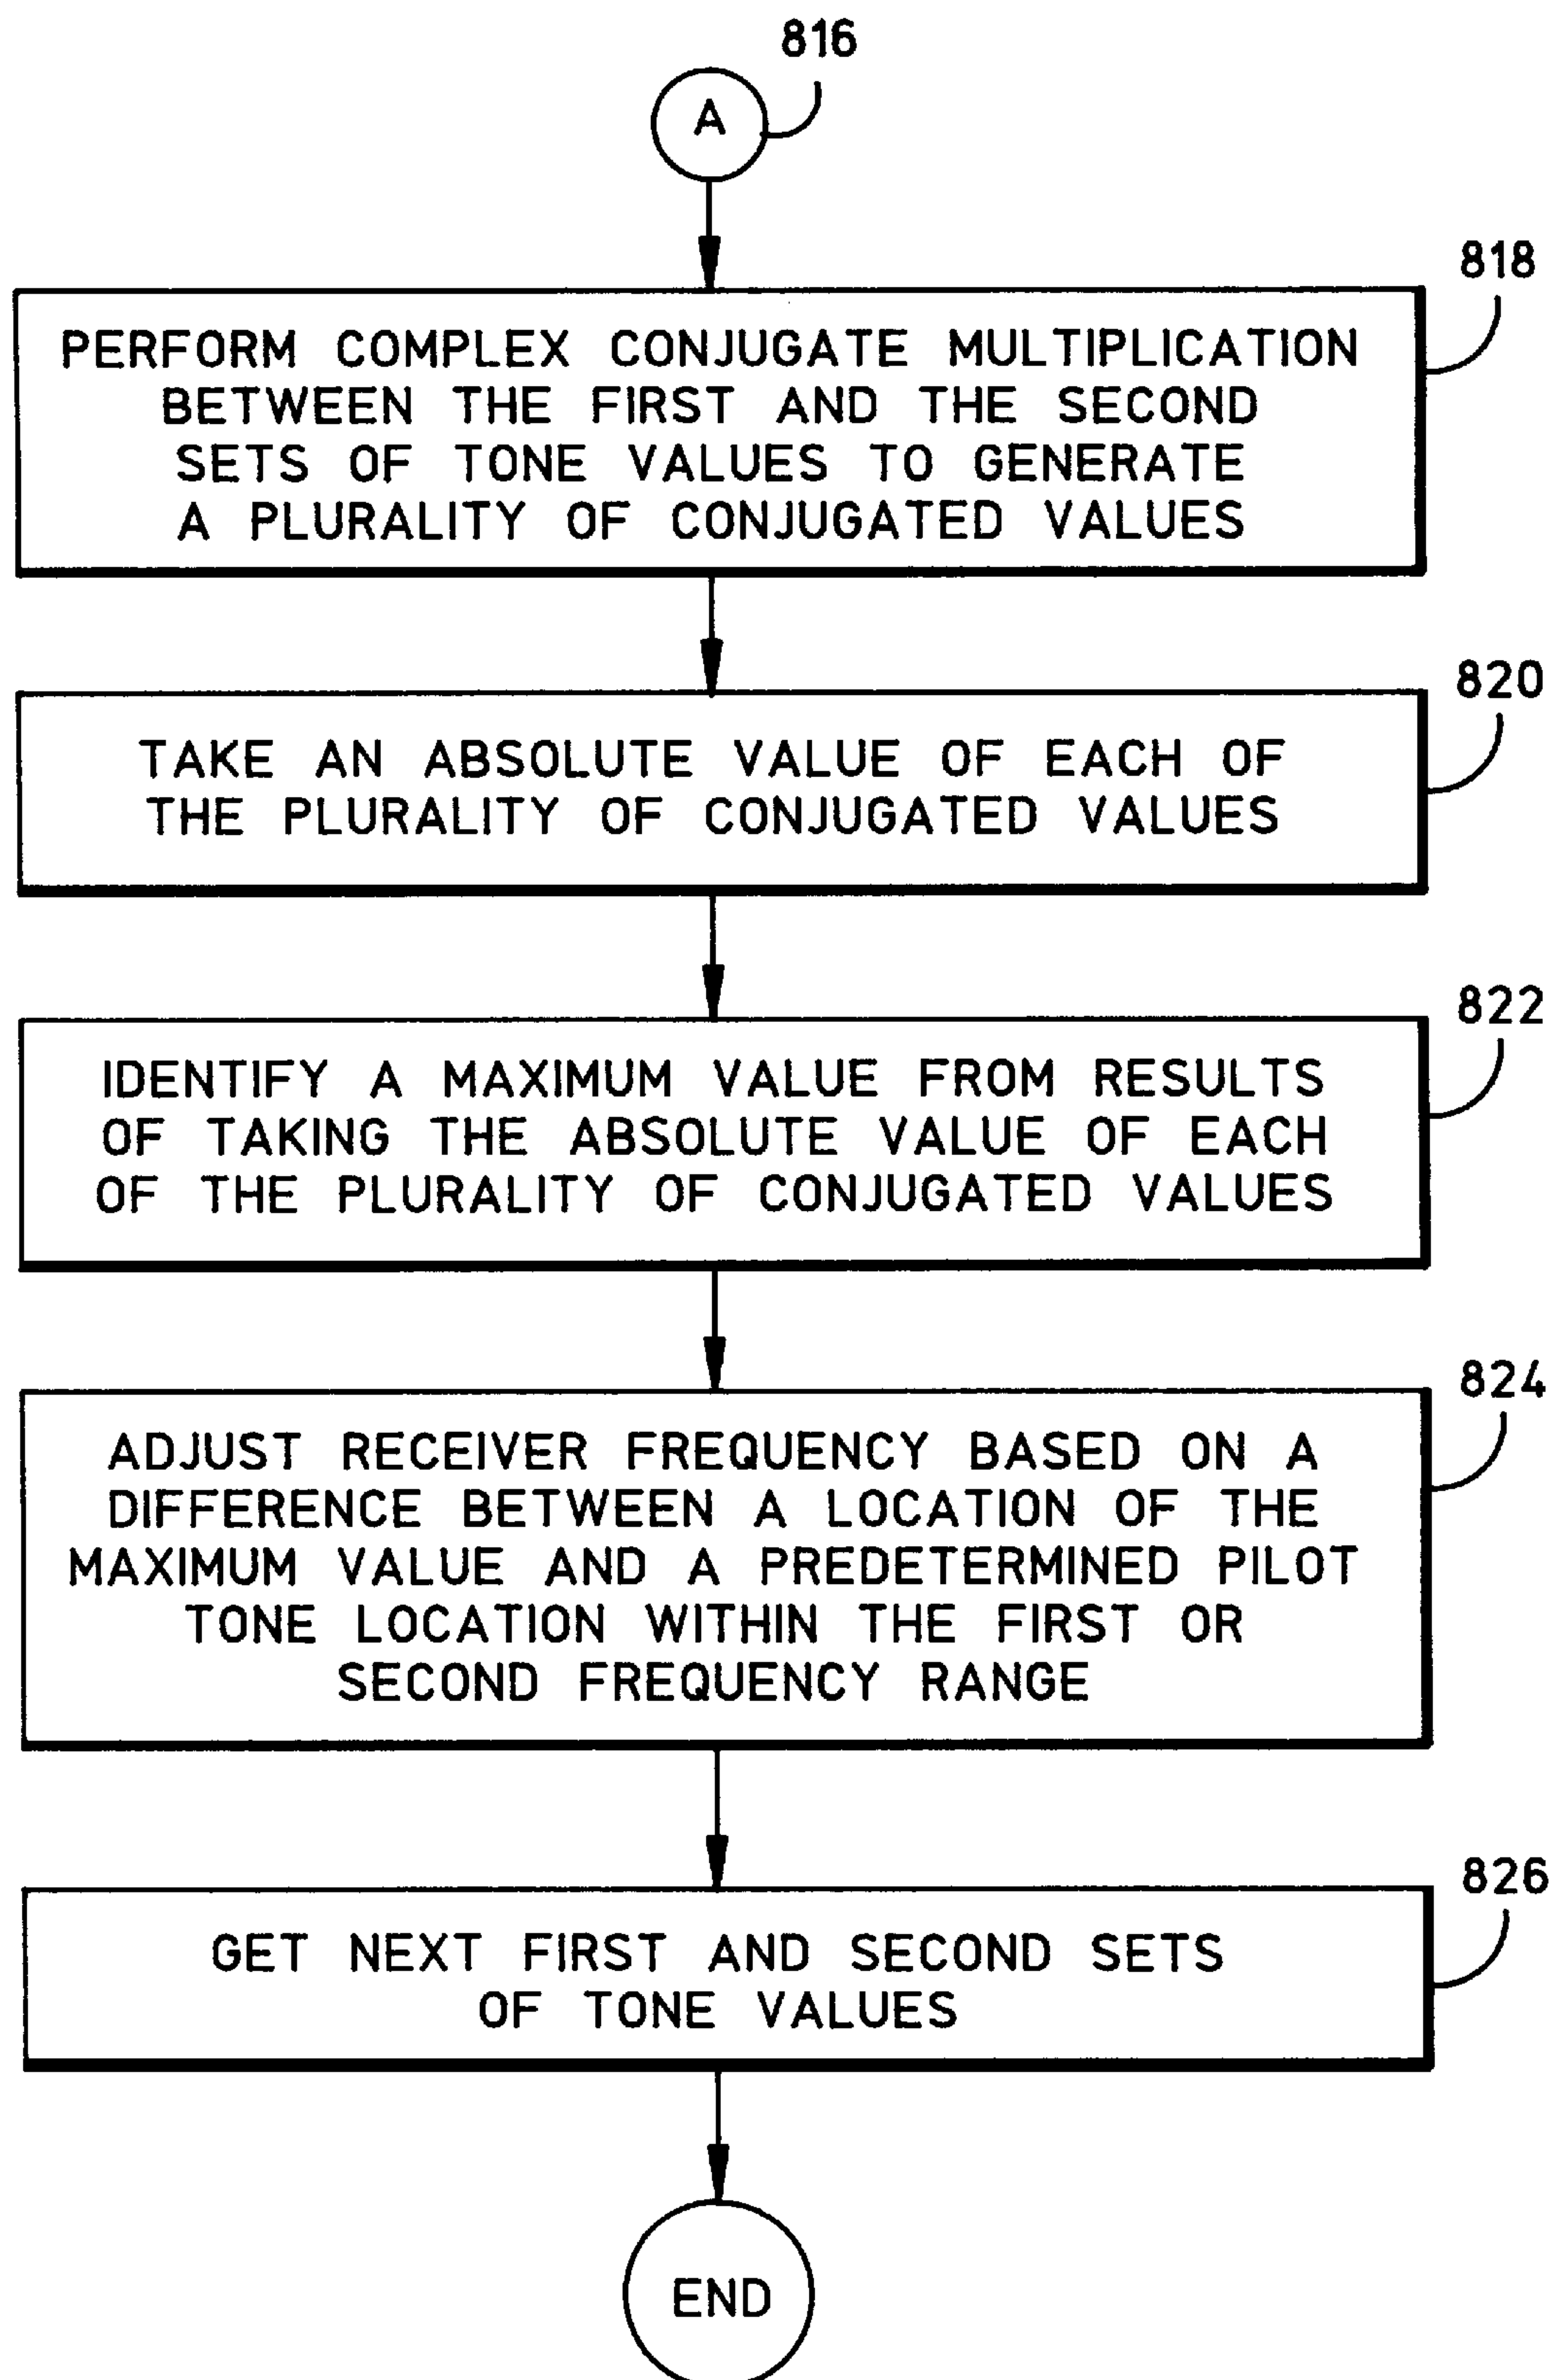 816
A
818
PERFORM COMPLEX CONJUGATE MULTIPLICATION
BETWEEN THE FIRST AND THE SECOND
SETS OF TONE VALUES TO GENERATE
A PLURALITY OF CONJUGATED VALUES
820
TAKE AN ABSOLUTE VALUE OF EACH OF
THE PLURALITY OF CONJUGATED VALUES
822
IDENTIFY A MAXIMUM VALUE FROM RESULTS
OF TAKING THE ABSOLUTE VALUE OF EACH
OF THE PLURALITY OF CONJUGATED VALUES
824
ADJUST RECEIVER FREQUENCY BASED ON A
DIFFERENCE BETWEEN A LOCATION OF THE
MAXIMUM VALUE AND A PREDETERMINED PILOT
TONE LOCATION WITHIN THE FIRST OR
SECOND FREQUENCY RANGE
826
GET NEXT FIRST AND SECOND SETS
OF TONE VALUES
END